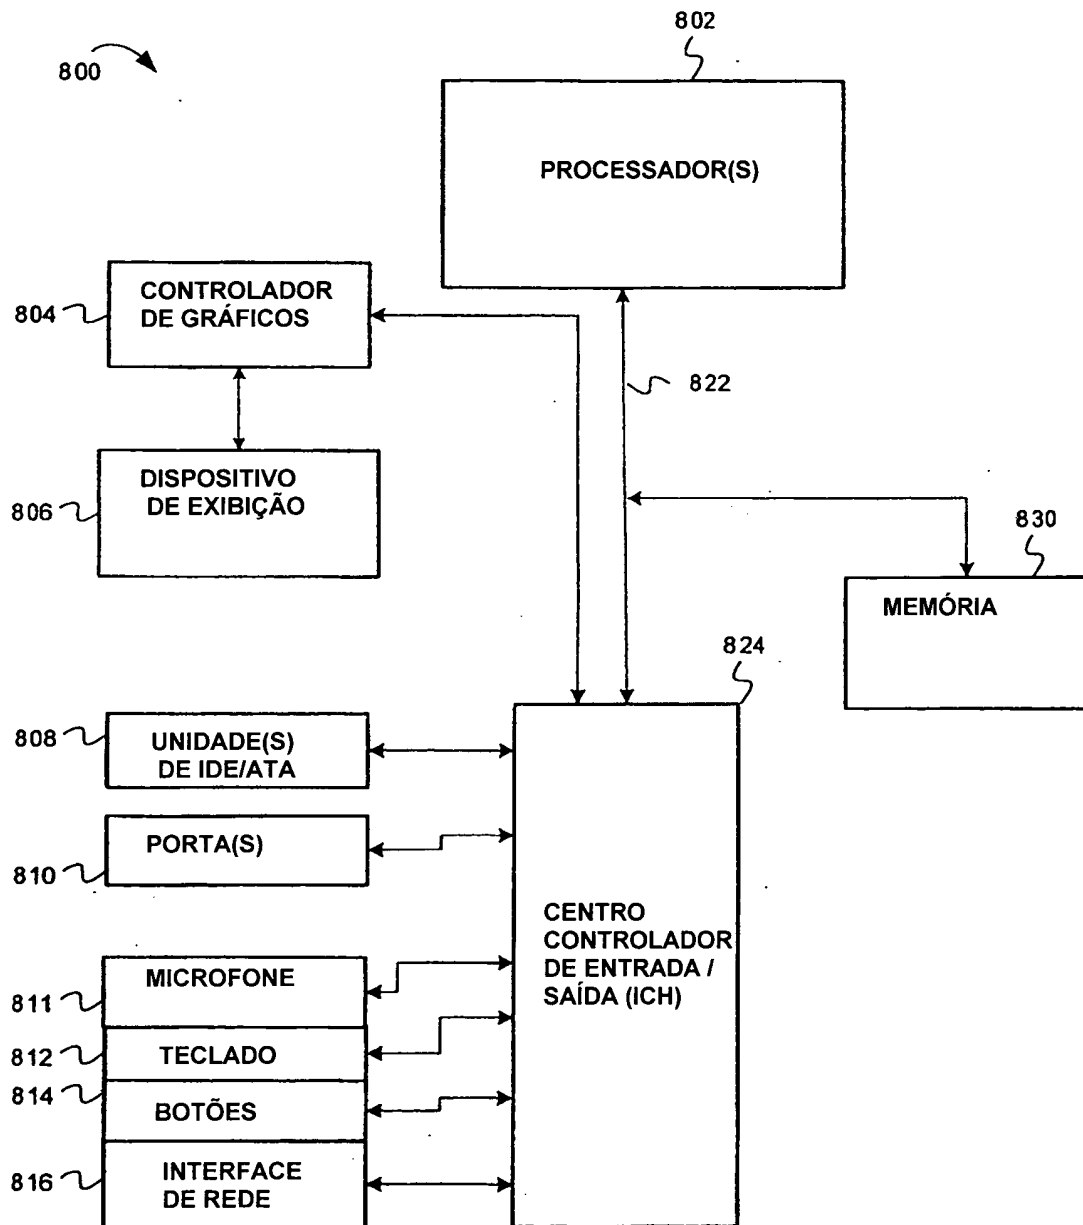 802
800
PROCESSADOR(S)
804
CONTROLADOR
DE GRÁFICOS
822
806
DISPOSITIVO
DE EXIBIÇÃO
830
MEMÓRIA
824
808
UNIDADE(S)
DE IDE/ATA
810
PORTA(S)
CENTRO
CONTROLADOR
DE ENTRADA /
SAÍDA (ICH)
811
MICROFONE
812
TECLADO
814
BOTÕES
816
INTERFACE
DE REDE